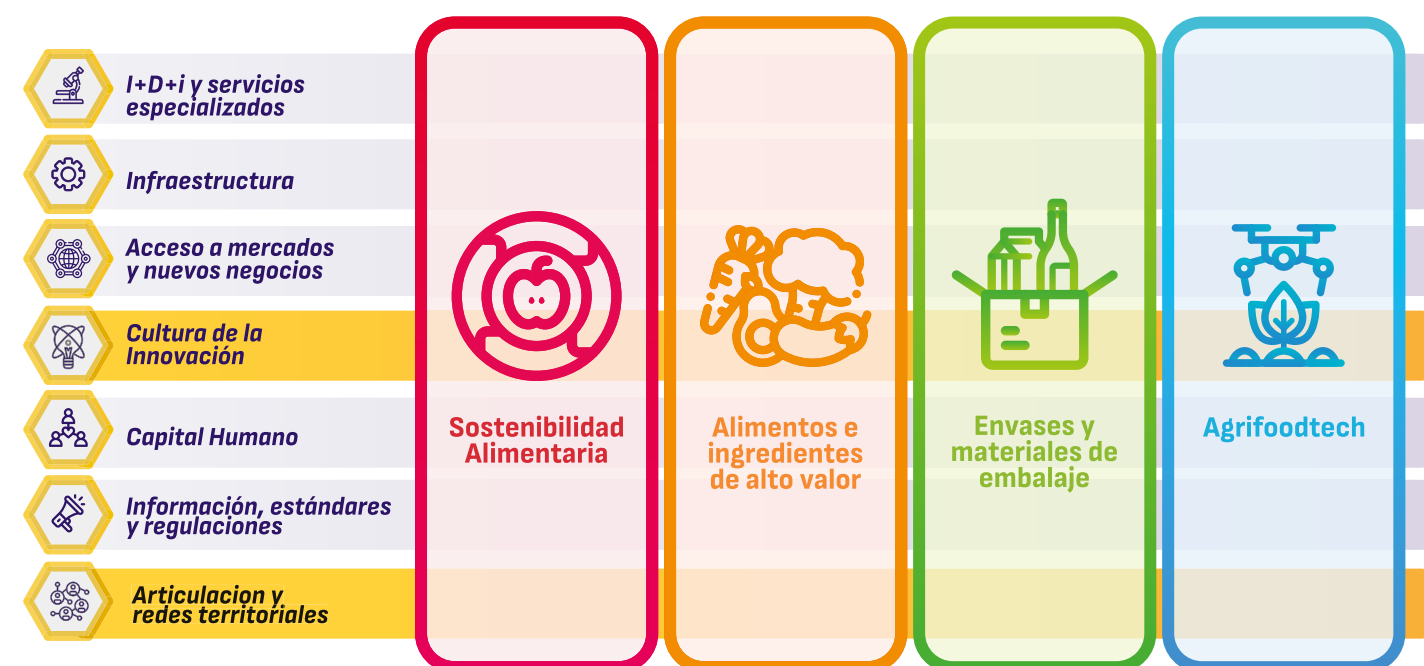 I+D+i y servicios
especializados
Infraestructura
Acceso a mercados
y nuevos negocios
Cultura de la
Innovación
Capital Humano
Información, estándares
y regulaciones
Articulacion y
redes territoriales
Sostenibilidad
Alimentaria
Alimentos e
ingredientes
de alto valor
Envases y
materiales de
embalaje
Agrifoodtech